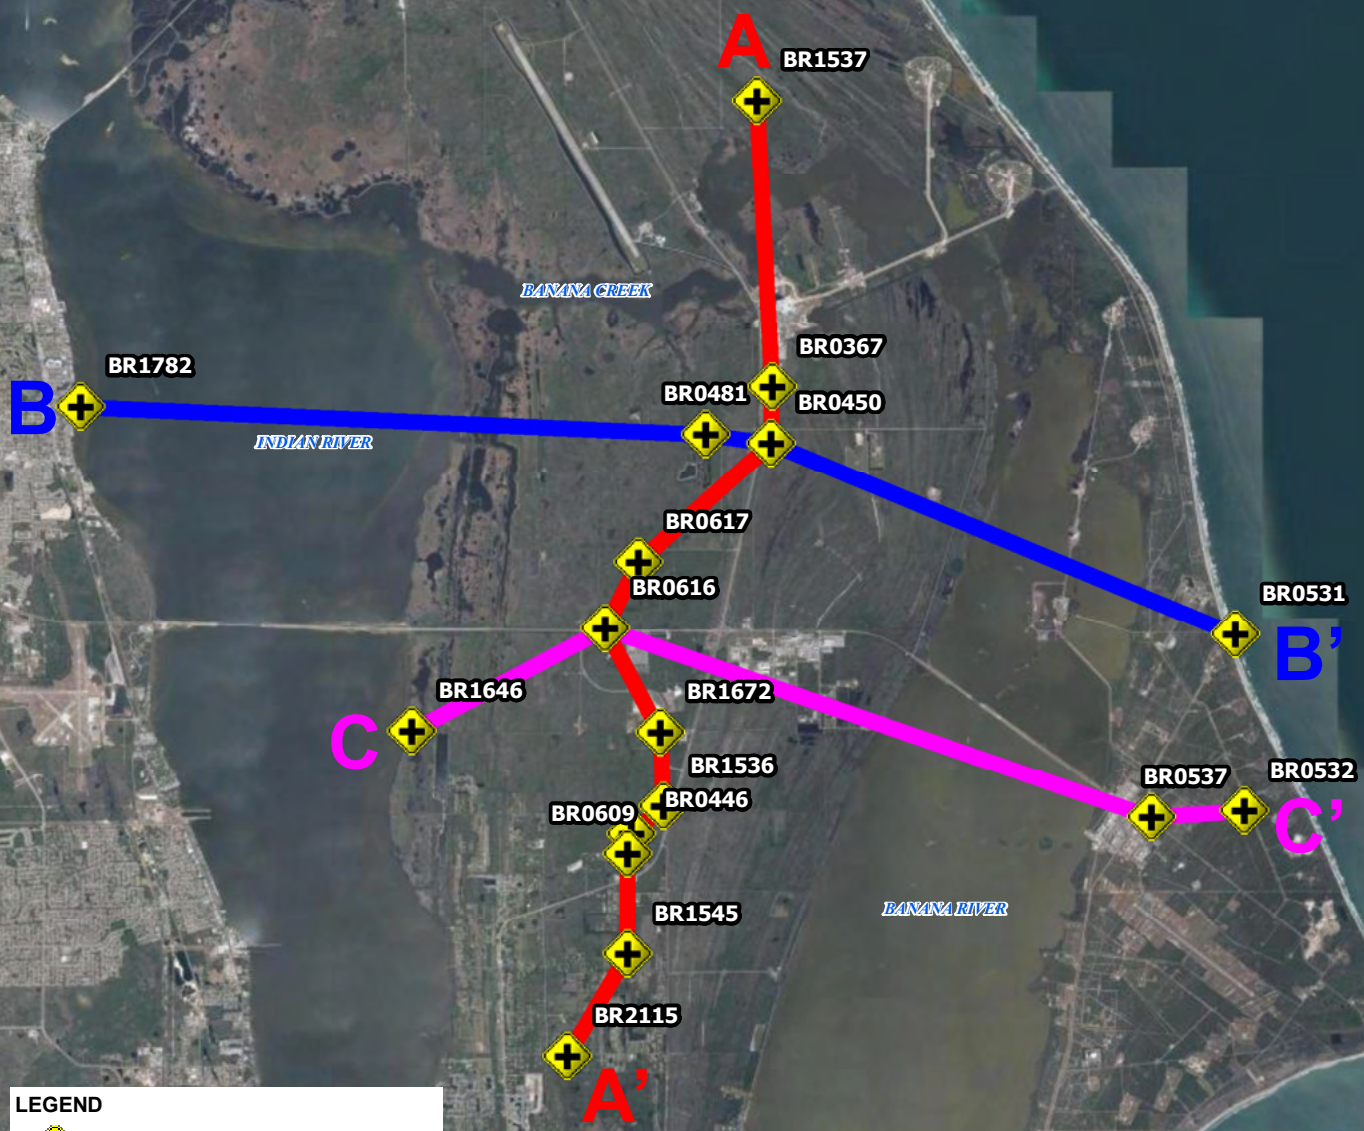 A
BR1537
BANANA CREEK
BR0367
BR1782
BR0481
BR0450
B
INDIAN RIVER
BR0617
BR0616
BR0531
B’
BR1646
BR1672
C
BR1536
BR0537
BR0532
BR0609
BR0446
C’
BR1545
BANANA RIVER
BR2115
A’
LEGEND